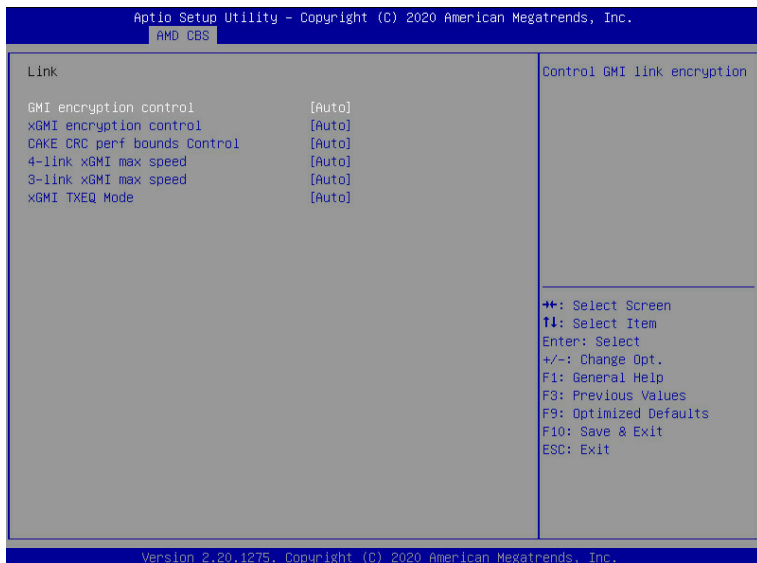 Aptio Setup Utility – Copyright (C) 2020 American Megatrends, Inc.
AMD CBS
Link
Control GMI link encryption
GMI encryption control [Auto]
xGMI encryption control [Auto]
CAKE CRC perf bounds Control [Auto]
4-link xGMI max speed [Auto]
3-link xGMI max speed [Auto]
xGMI TXEQ Mode [Auto]
→←: Select Screen
↑↓: Select Item
Enter: Select
+/-: Change Opt.
F1: General Help
F3: Previous Values
F9: Optimized Defaults
F10: Save & Exit
ESC: Exit
Version 2.20.1275. Copyright (C) 2020 American Megatrends, Inc.